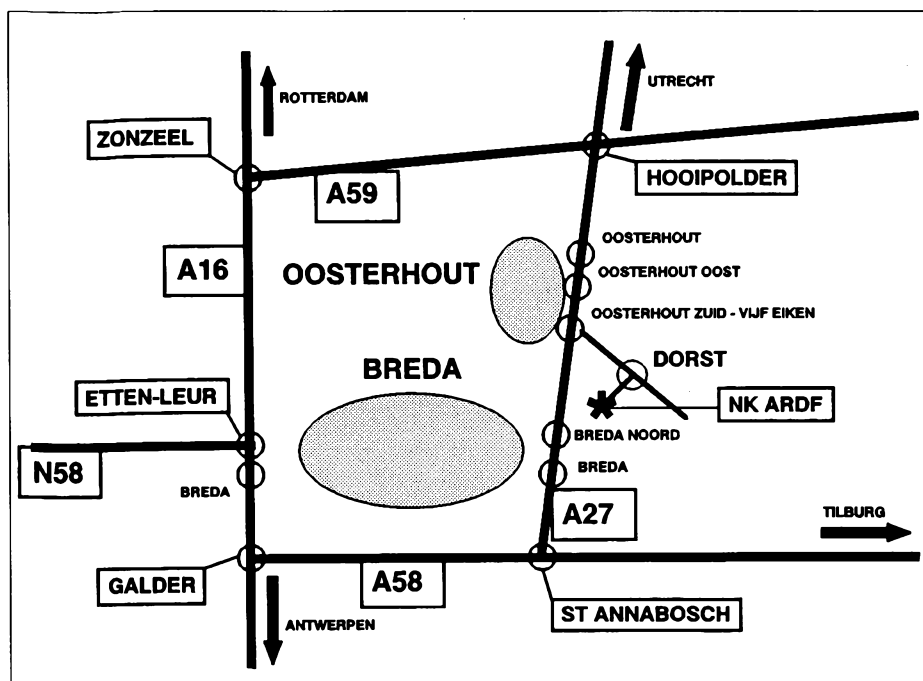 ROTTERDAM
UTRECHT
ZONZEEL
HOOIPOLDER
A59
A16
OOSTERHOUT
OOSTERHOUT
OOSTERHOUT OOST
OOSTERHOUT ZUID - VIJF EIKEN
BREDA
DORST
ETTEN-LEUR
NK ARDF
BREDA NOORD
N58
BREDA
BREDA
A27
TILBURG
GALDER
A58
ST ANNABOSCH
ANTWERPEN